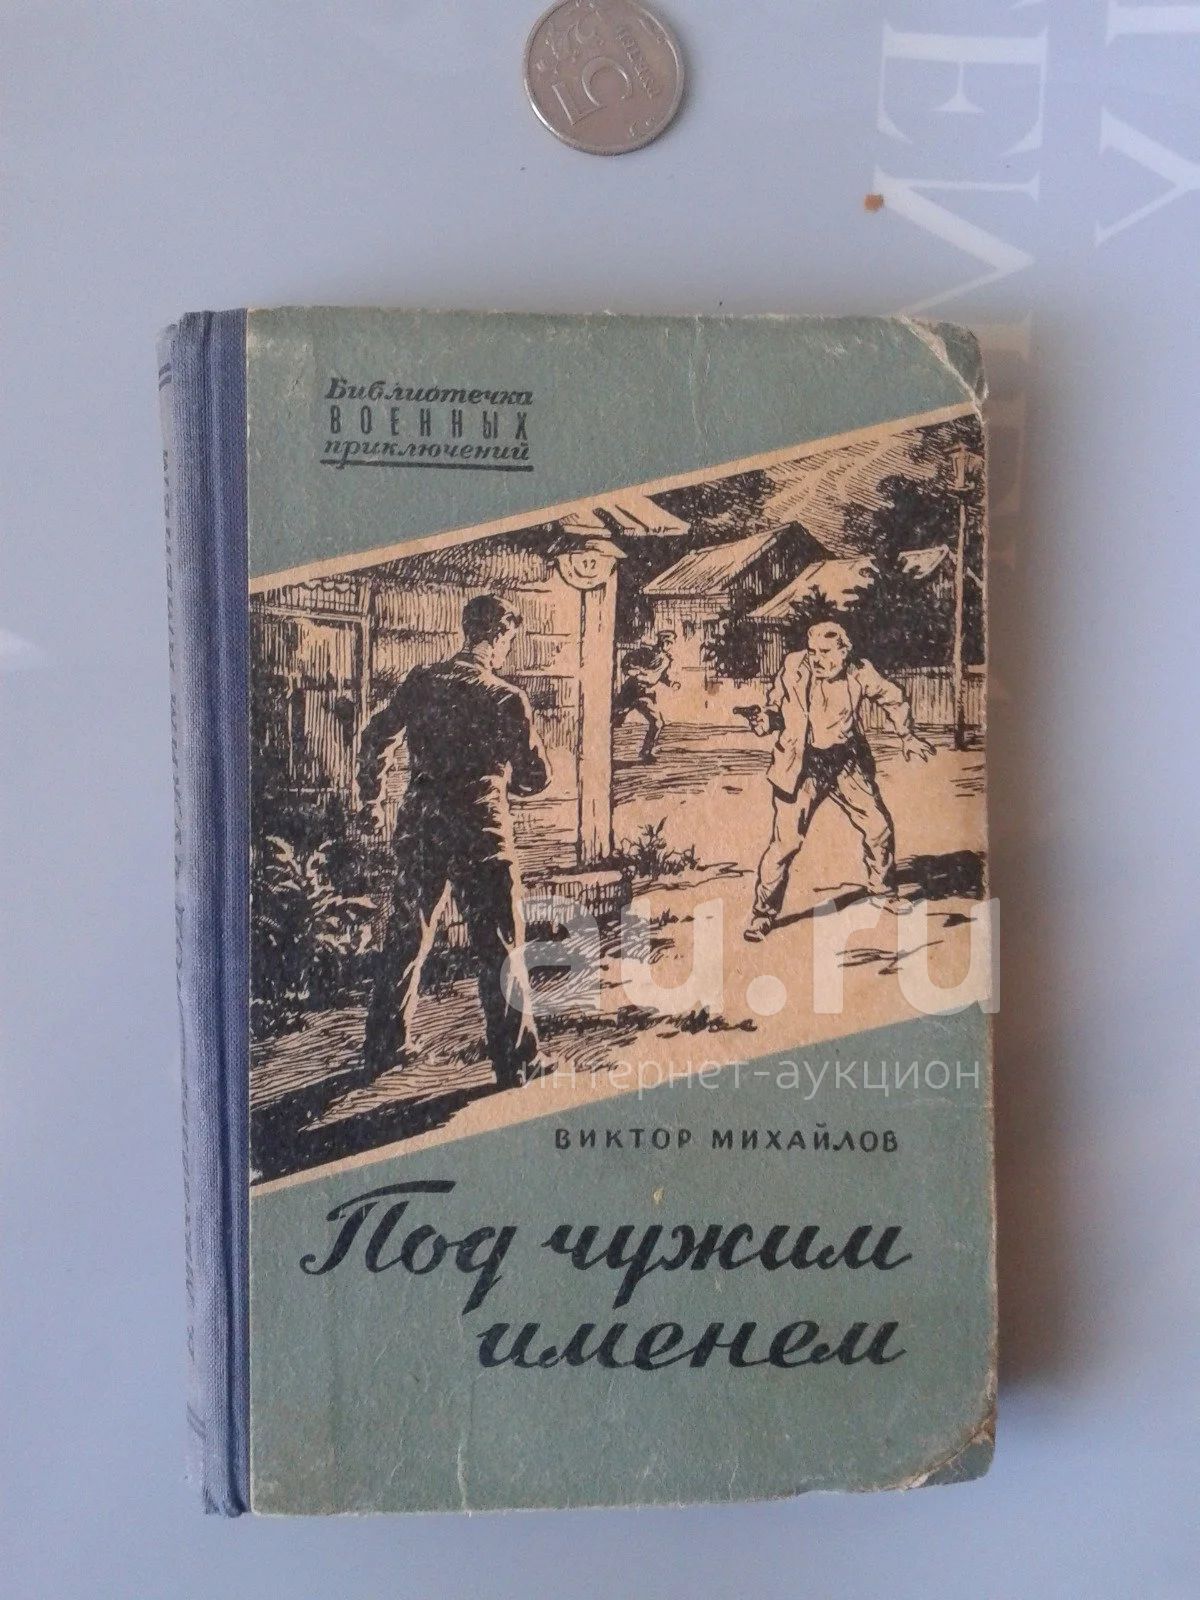 5
Библиотечка
ВОЕННЫХ
приключений
12
au.ru
интернет-аукцион
ВИКТОР МИХАЙЛОВ
Под чужим
именем